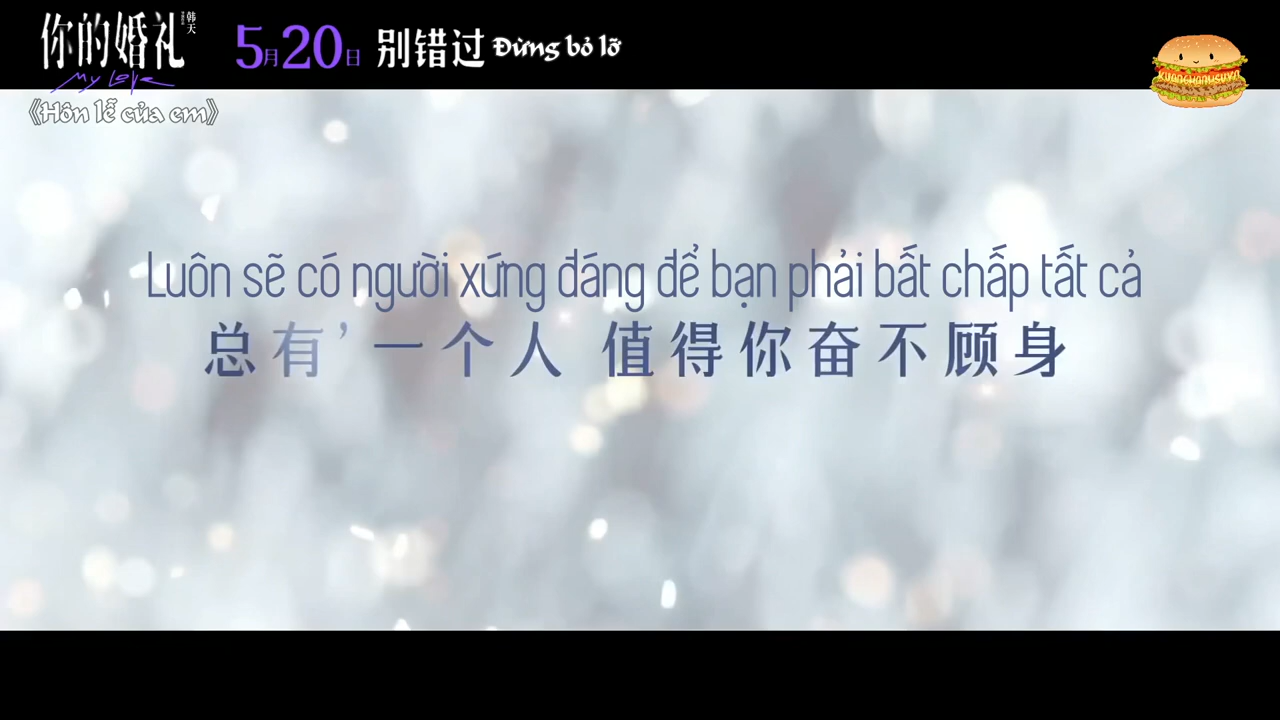 你的婚礼
韩天
My Love
5月20日 别错过 Đừng bỏ lỡ
《Hôn lễ của em》
Luôn sẽ có người xứng đáng để bạn phải bất chấp tất cả
总有’一个人 值得你奋不顾身